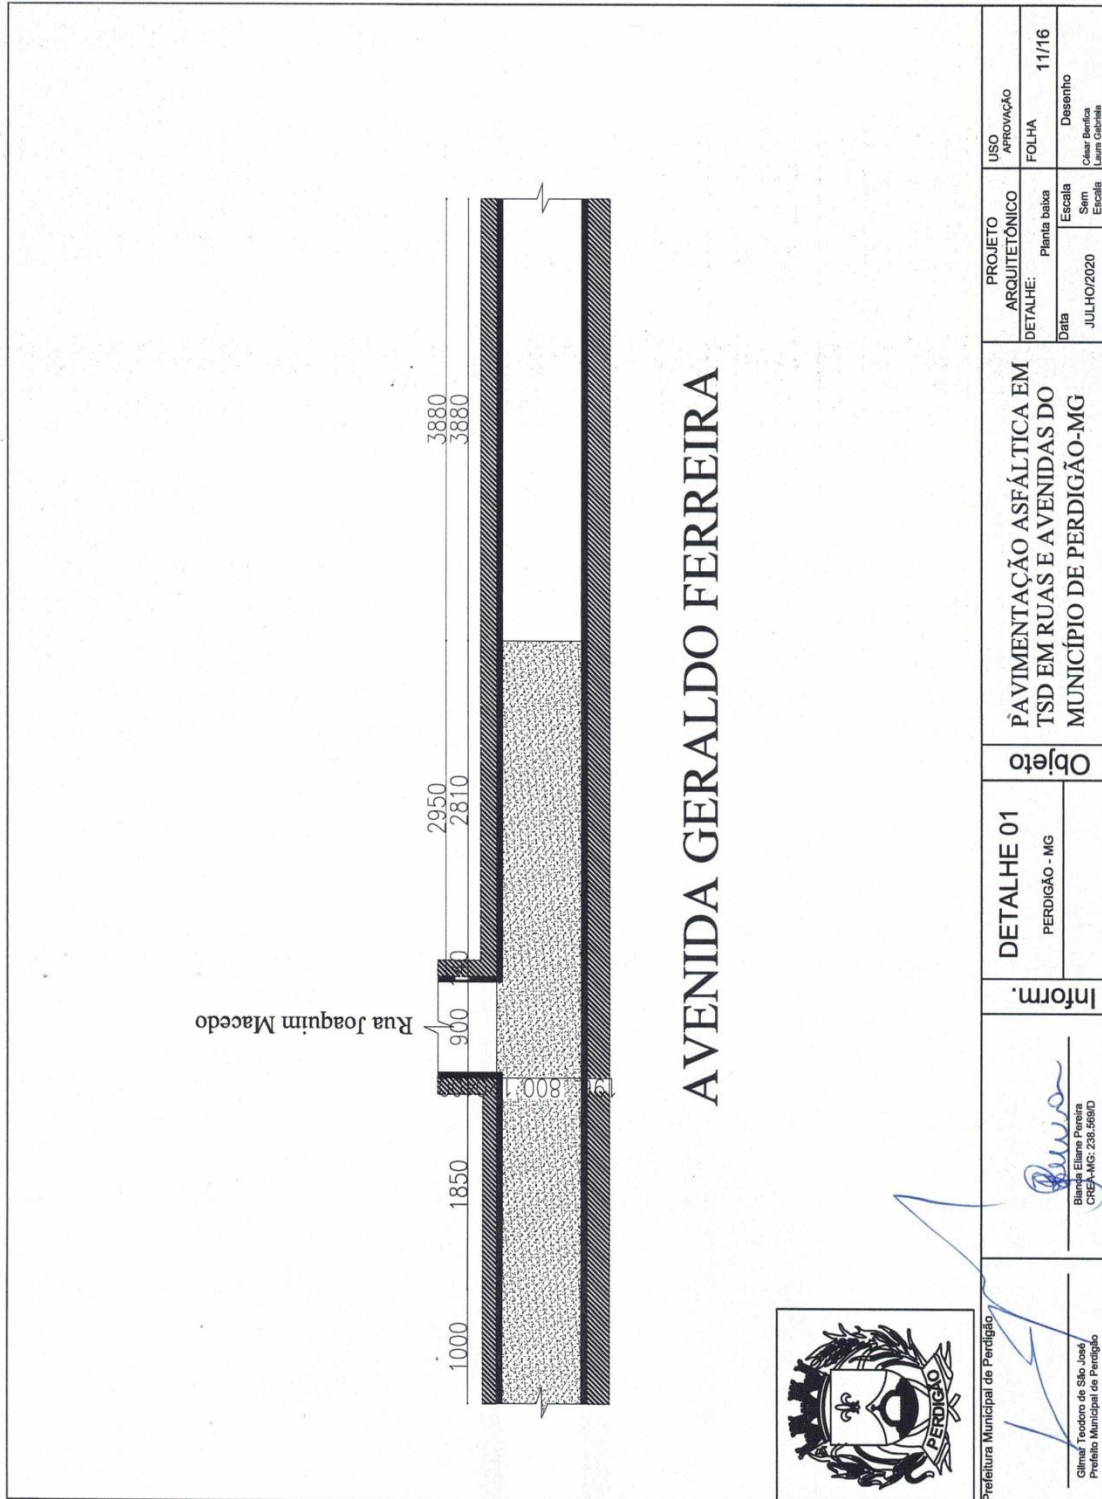 Rua Joaquim Macedo
2950
3880
1000
1850
900
2810
3880
800
AVENIDA GERALDO FERREIRA
PERDIGÃO
Prefeitura Municipal de Perdigão
Gilmar Teodoro de São José
Prefeito Municipal de Perdigão
Bianca Eliane Pereira
CREA-MG: 238.569/D
Inform.
DETALHE 01
PERDIGÃO - MG
Objeto
PAVIMENTAÇÃO ASFÁLTICA EM
TSD EM RUAS E AVENIDAS DO
MUNICÍPIO DE PERDIGÃO-MG
PROJETO
ARQUITETÔNICO
USO
APROVAÇÃO
DETALHE:
Planta baixa
FOLHA
11/16
Data
JULHO/2020
Escala
Sem
Escala
Desenho
César Benfica
Laura Gabriela